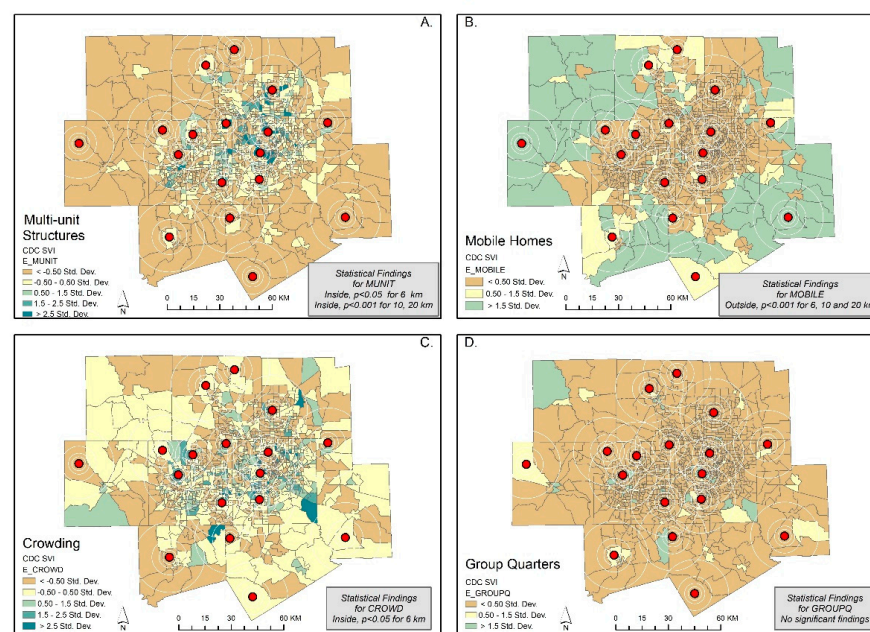 A.
Multi-unit
Structures
CDC SVI
E_MUNIT
< -0.50 Std. Dev.
-0.50 - 0.50 Std. Dev.
0.50 - 1.5 Std. Dev.
1.5 - 2.5 Std. Dev.
> 2.5 Std. Dev.
N
0 15 30 60 KM
Statistical Findings
for MUNIT
Inside, p<0.05 for 6 km
Inside, p<0.001 for 10, 20 km
B.
Mobile Homes
CDC SVI
E_MOBILE
< 0.50 Std. Dev.
0.50 - 1.5 Std. Dev.
> 1.5 Std. Dev.
N
0 15 30 60 KM
Statistical Findings
for MOBILE
Outside, p<0.001 for 6, 10 and 20 km
C.
Crowding
CDC SVI
E_CROWD
< -0.50 Std. Dev.
-0.50 - 0.50 Std. Dev.
0.50 - 1.5 Std. Dev.
1.5 - 2.5 Std. Dev.
> 2.5 Std. Dev.
N
0 15 30 60 KM
Statistical Findings
for CROWD
Inside, p<0.05 for 6 km
D.
Group Quarters
CDC SVI
E_GROUPQ
< 0.50 Std. Dev.
0.50 - 1.5 Std. Dev.
> 1.5 Std. Dev.
N
0 15 30 60 KM
Statistical Findings
for GROUPQ
No significant findings